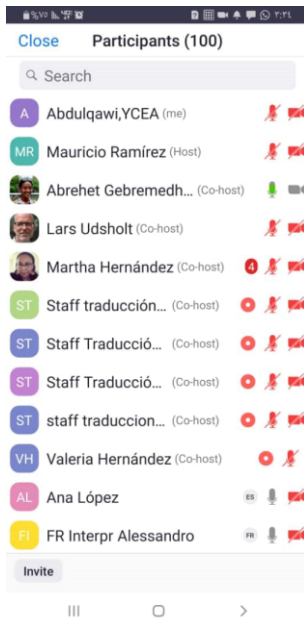 Close Participants (100)
Search
A Abdulqawi,YCEA (me)
MR Mauricio Ramírez (Host)
Abrehet Gebremedh... (Co-host)
Lars Udsholt (Co-host)
Martha Hernández (Co-host) 4
ST Staff traducción... (Co-host)
ST Staff Traducció... (Co-host)
ST Staff Traducció... (Co-host)
ST staff traduccion... (Co-host)
VH Valeria Hernández (Co-host)
AL Ana López ES
FI FR Interpr Alessandro FR
Invite